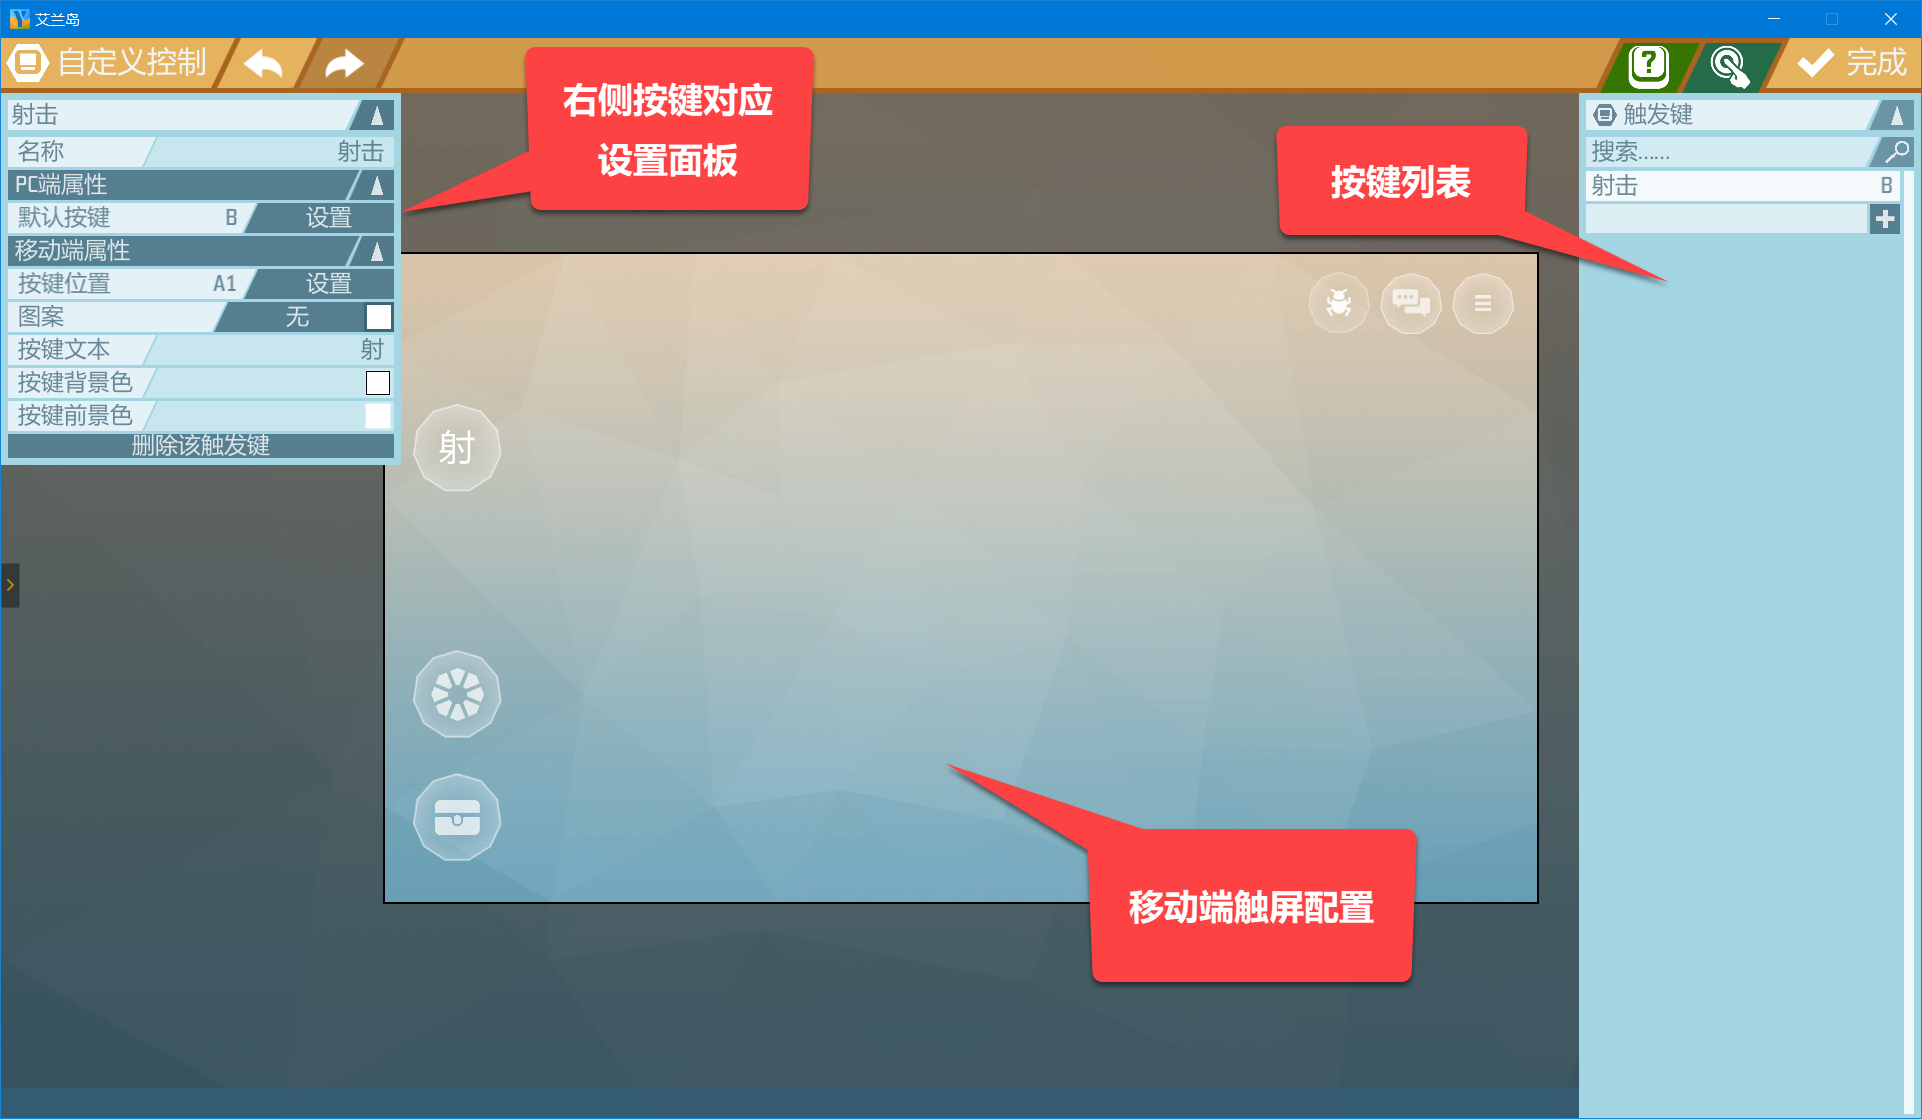 艾兰岛
自定义控制
完成
射击
名称 射击
PC端属性
默认按键 B 设置
移动端属性
按键位置 A1 设置
图案 无
按键文本 射
按键背景色
按键前景色
删除该触发键
右侧按键对应
设置面板
按键列表
触发键
搜索......
射击 B
射
移动端触屏配置